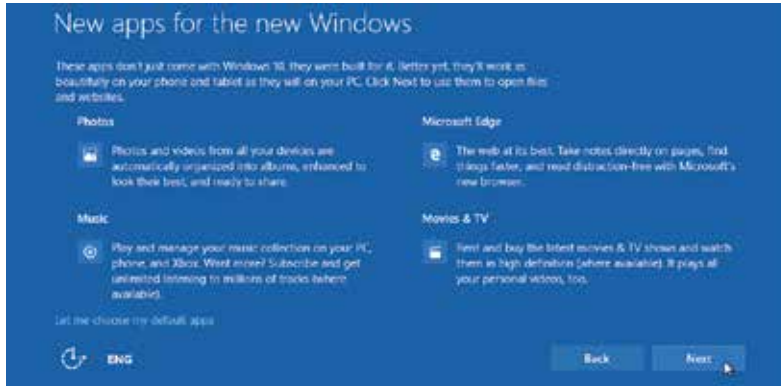 New apps for the new Windows
These apps don't just come with Windows 10, they were built for it. Better yet, they'll work as
beautifully on your phone and tablet as they will on your PC. Click Next to use them to open files
and websites.
Photos
Photos and videos from all your devices are
automatically organized into albums, enhanced to
look their best, and ready to share.
Microsoft Edge
The web at its best. Take notes directly on pages, find
things faster, and read distraction-free with Microsoft's
new browser.
Music
Play and manage your music collection on your PC,
phone, and Xbox. Want more? Subscribe and get
unlimited listening to millions of tracks (where
available).
Movies & TV
Rent and buy the latest movies & TV shows and watch
them in high definition (where available). It plays all
your personal videos, too.
Let me choose my default apps
ENG
Back
Next